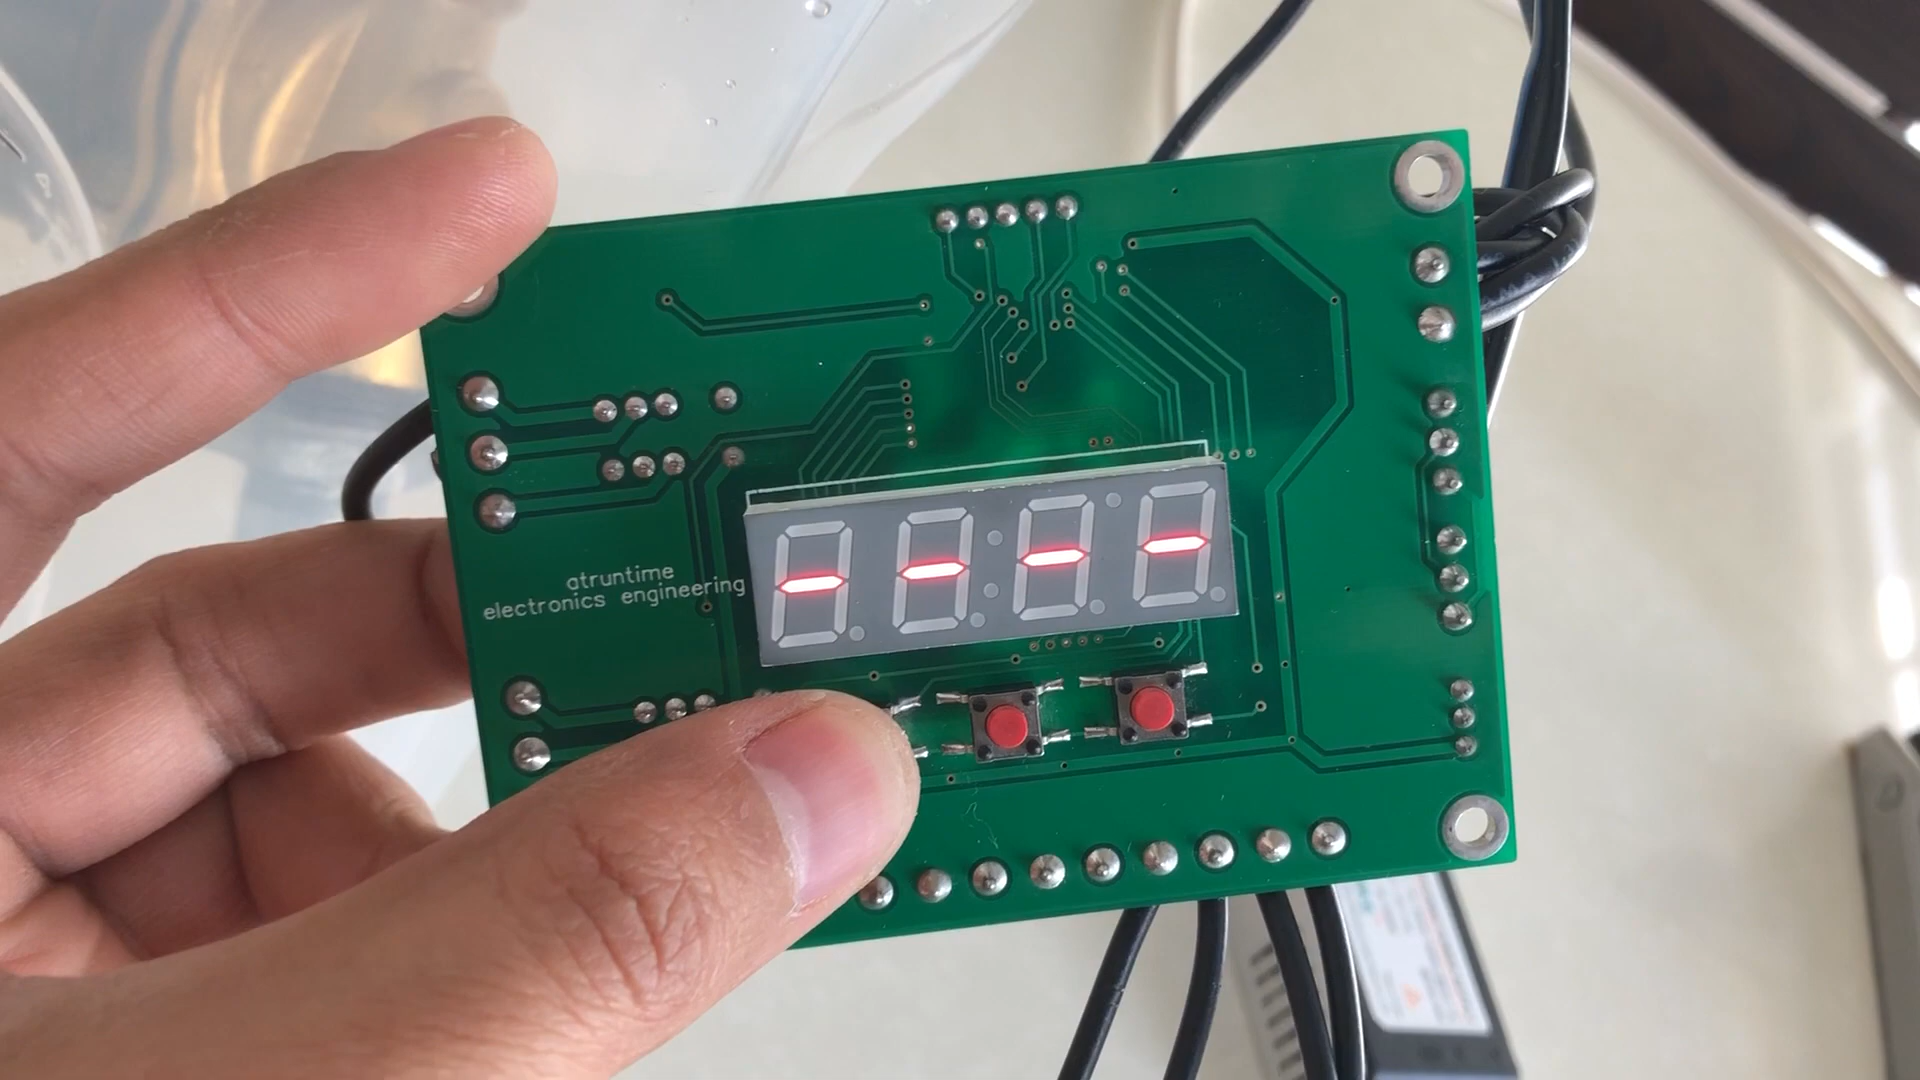 atruntime
electronics engineering
----